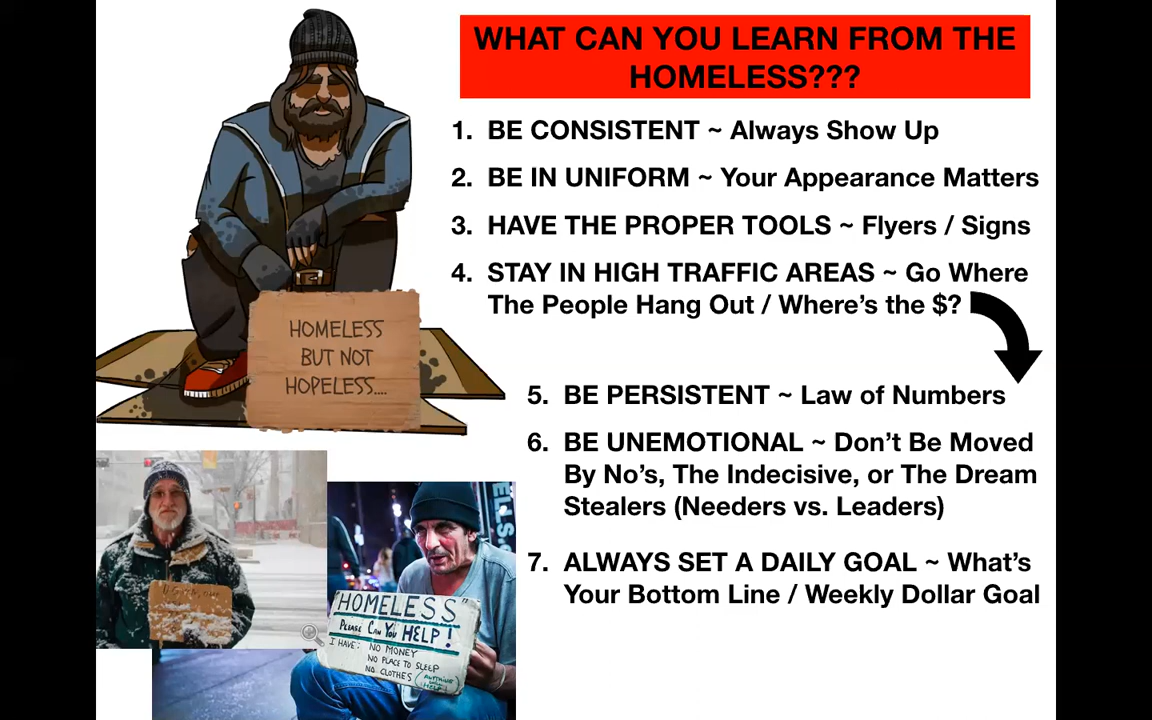 WHAT CAN YOU LEARN FROM THE
HOMELESS???
1. BE CONSISTENT ~ Always Show Up
2. BE IN UNIFORM ~ Your Appearance Matters
3. HAVE THE PROPER TOOLS ~ Flyers / Signs
4. STAY IN HIGH TRAFFIC AREAS ~ Go Where
The People Hang Out / Where's the $?
5. BE PERSISTENT ~ Law of Numbers
6. BE UNEMOTIONAL ~ Don't Be Moved
By No's, The Indecisive, or The Dream
Stealers (Needers vs. Leaders)
7. ALWAYS SET A DAILY GOAL ~ What's
Your Bottom Line / Weekly Dollar Goal
HOMELESS
BUT NOT
HOPELESS....
"HOMELESS"
PLEASE CAN YOU HELP!
I HAVE: NO MONEY
NO PLACE TO SLEEP
NO CLOTHES